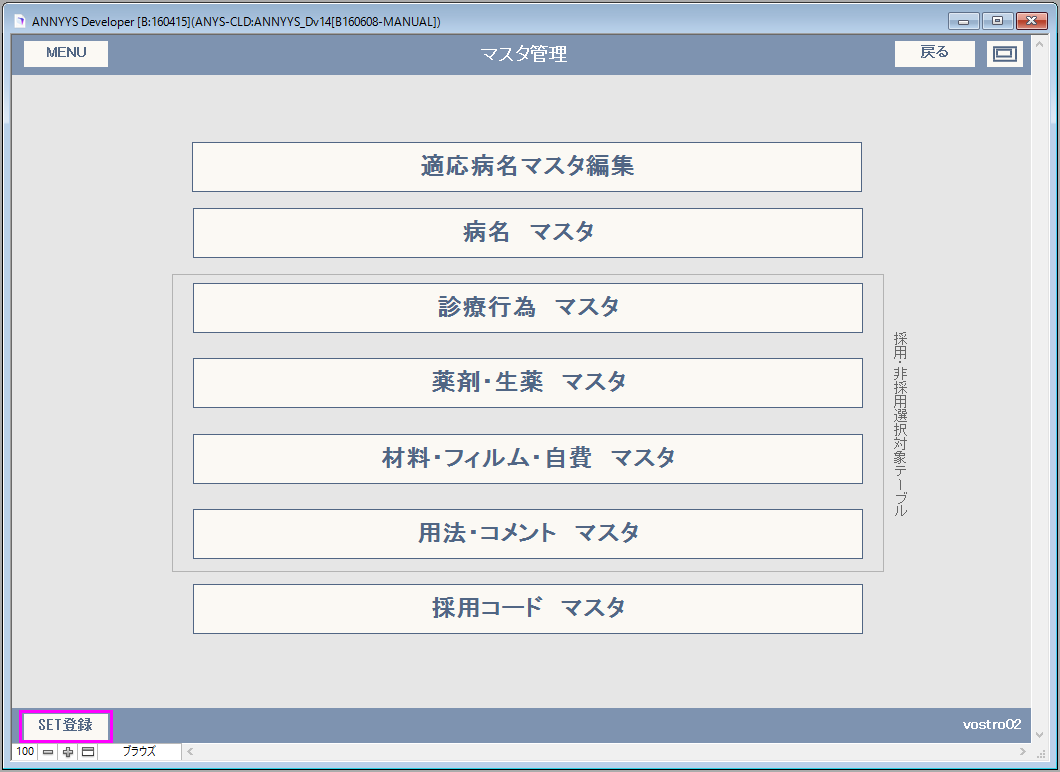 ANNYYS Developer [B:160415](ANYS-CLD:ANNYYS_Dv14[B160608-MANUAL])
MENU
マスタ管理
戻る
適応病名マスタ編集
病名　マスタ
診療行為　マスタ
薬剤・生薬　マスタ
材料・フィルム・自費　マスタ
用法・コメント　マスタ
採用・非採用選択対象テーブル
採用コード　マスタ
SET登録
vostro02
100
ブラウズ